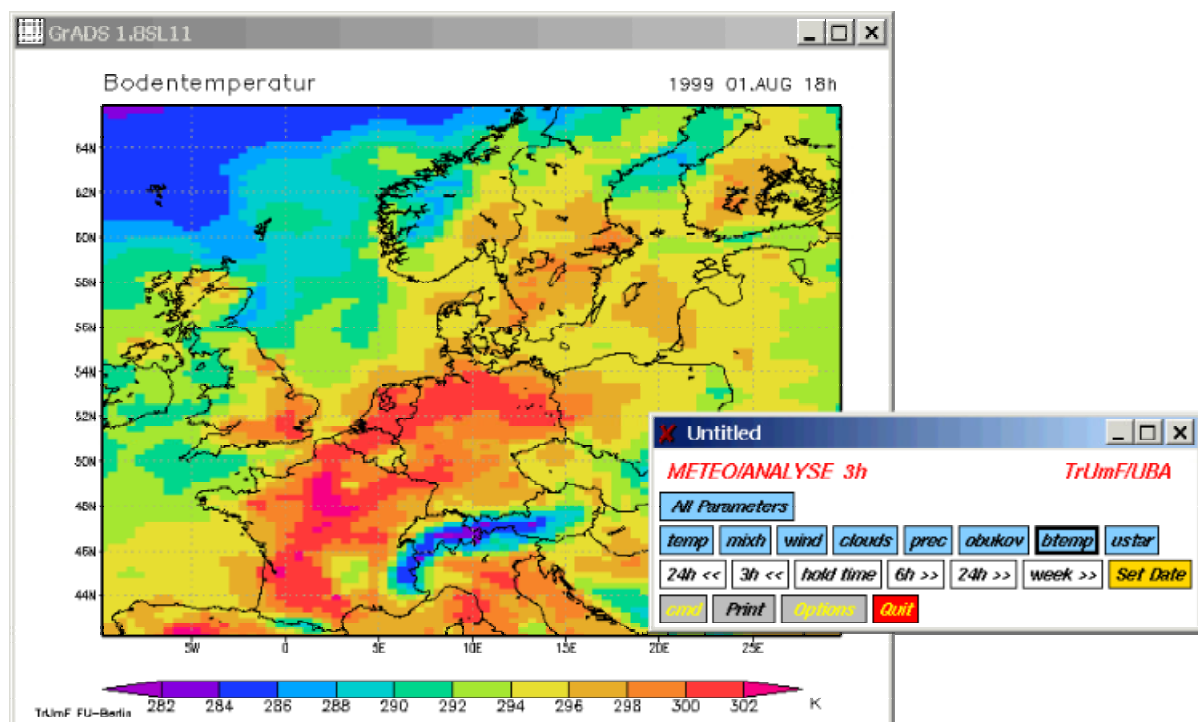 GrADS 1.8SL11
Bodentemperatur 1999 01.AUG 18h
64N
62N
60N
58N
56N
54N
52N
50N
48N
46N
44N
5W 0 5E 10E 15E 20E 25E
282 284 286 288 290 292 294 296 298 300 302 K
TrUmF FU-Berlin
Untitled
METEO/ANALYSE 3h TrUmF/UBA
All Parameters
temp mixh wind clouds prec obukov btemp ustar
24h << 3h << hold time 6h >> 24h >> week >> Set Date
cmd Print Options Quit